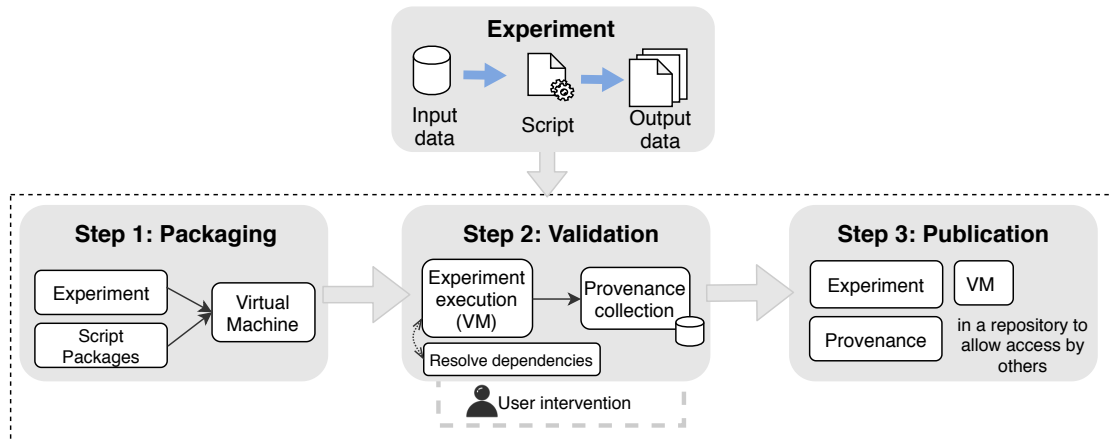 Experiment
Input
data
Script
Output
data
Step 1: Packaging
Experiment
Script
Packages
Virtual
Machine
Step 2: Validation
Experiment
execution
(VM)
Provenance
collection
Resolve dependencies
User intervention
Step 3: Publication
Experiment
VM
Provenance
in a repository to
allow access by
others